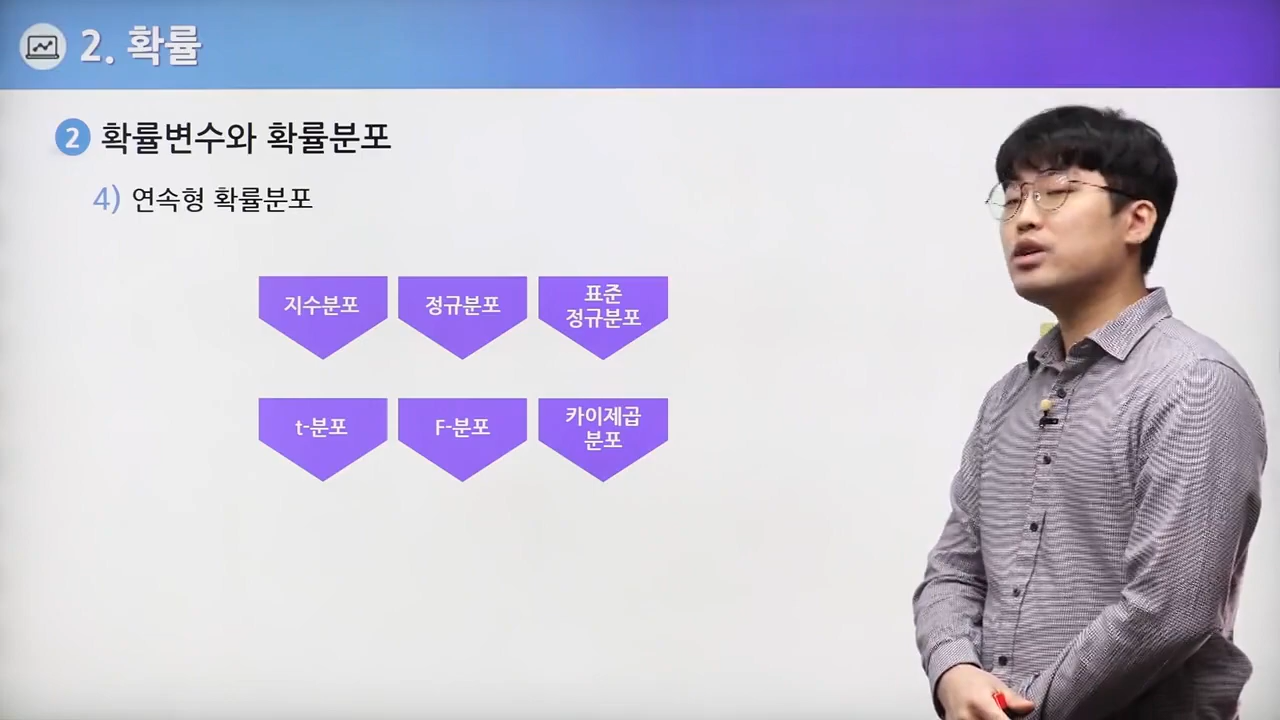 2. 확률
2 확률변수와 확률분포
4) 연속형 확률분포
지수분포
정규분포
표준
정규분포
t-분포
F-분포
카이제곱
분포